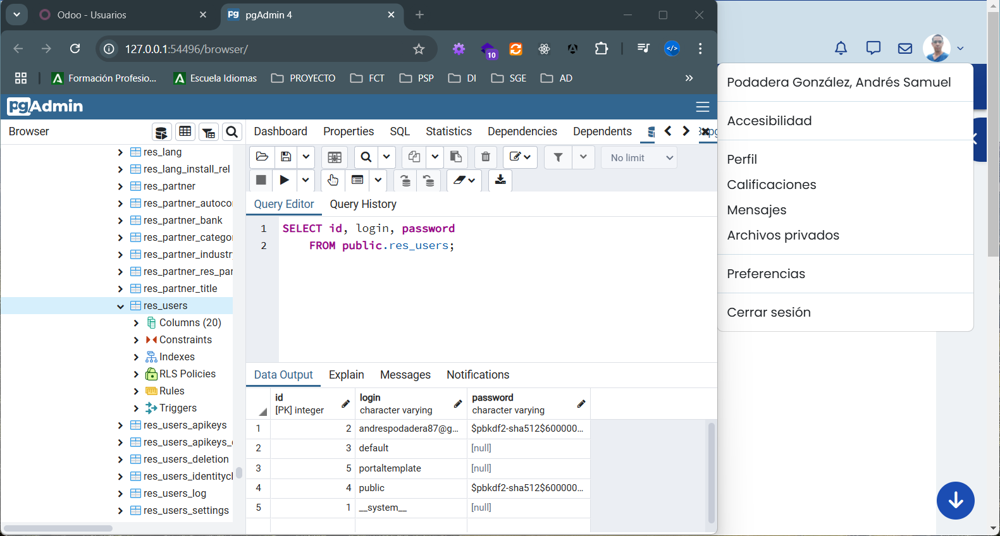 Odoo - Usuarios
pgAdmin 4
127.0.0.1:54496/browser/
10
Formación Profesio...
Escuela Idiomas
PROYECTO
FCT
PSP
DI
SGE
AD
pgAdmin
Browser
res_lang
res_lang_install_rel
res_partner
res_partner_autoco
res_partner_bank
res_partner_catego
res_partner_industr
res_partner_res_par
res_partner_title
res_users
Columns (20)
Constraints
Indexes
RLS Policies
Rules
Triggers
res_users_apikeys
res_users_apikeys_
res_users_deletion
res_users_identitycl
res_users_log
res_users_settings
Dashboard
Properties
SQL
Statistics
Dependencies
Dependents
No limit
Query Editor
Query History
1 SELECT id, login, password
2 FROM public.res_users;
Data Output
Explain
Messages
Notifications
id login password
[PK] integer character varying character varying
1 2 andrespodadera87@g... $pbkdf2-sha512$600000...
2 3 default [null]
3 5 portaltemplate [null]
4 4 public $pbkdf2-sha512$600000...
5 1 __system__ [null]
Podadera González, Andrés Samuel
Accesibilidad
Perfil
Calificaciones
Mensajes
Archivos privados
Preferencias
Cerrar sesión